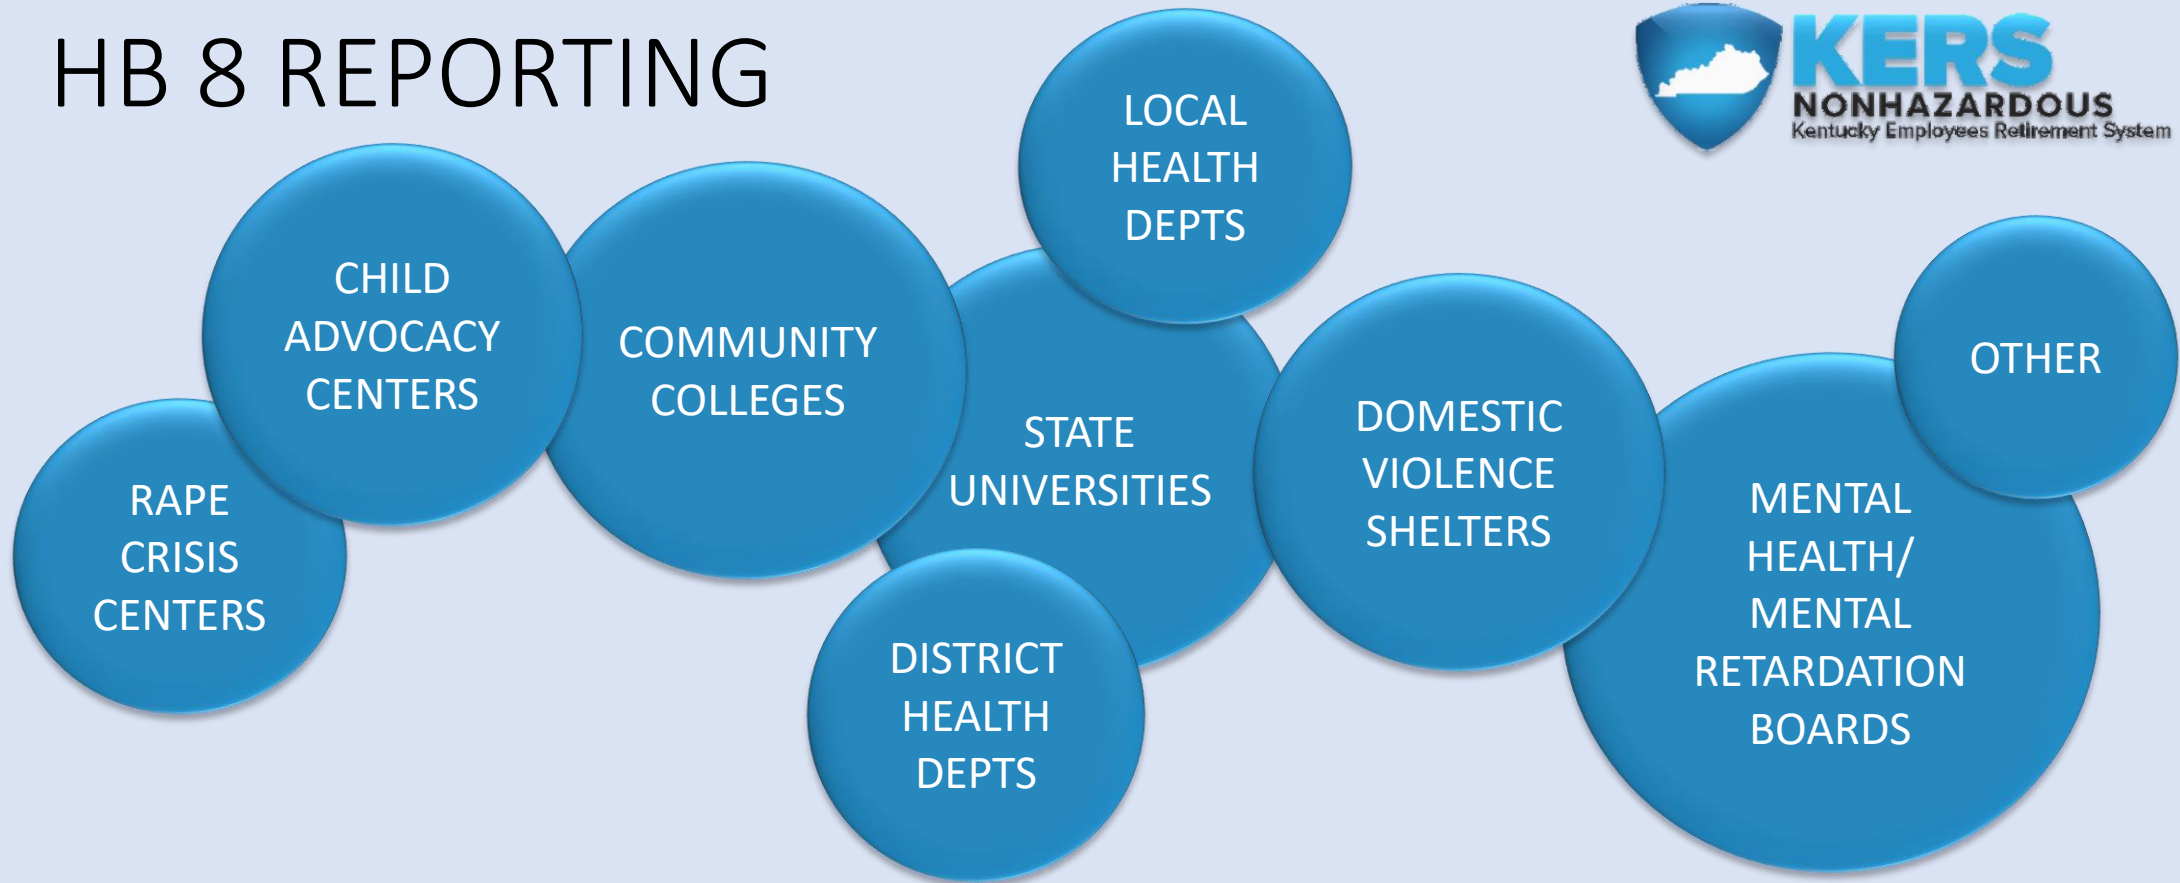 HB 8 REPORTING
KERS
NONHAZARDOUS
Kentucky Employees Retirement System
LOCAL
HEALTH
DEPTS
CHILD
ADVOCACY
CENTERS
COMMUNITY
COLLEGES
STATE
UNIVERSITIES
DOMESTIC
VIOLENCE
SHELTERS
OTHER
RAPE
CRISIS
CENTERS
MENTAL
HEALTH/
MENTAL
RETARDATION
BOARDS
DISTRICT
HEALTH
DEPTS